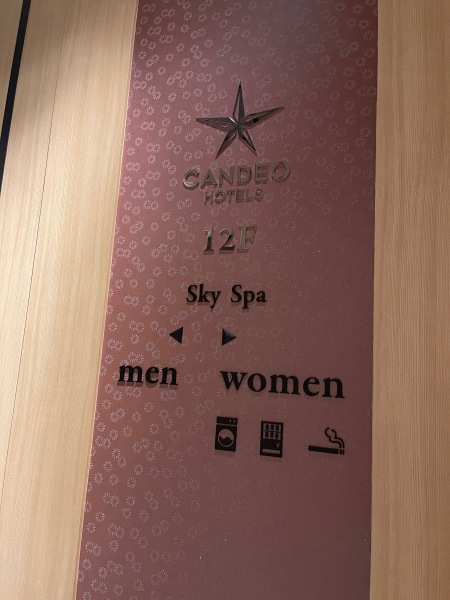 CANDEO
HOTELS
12F
Sky Spa
◀ ▶
men women